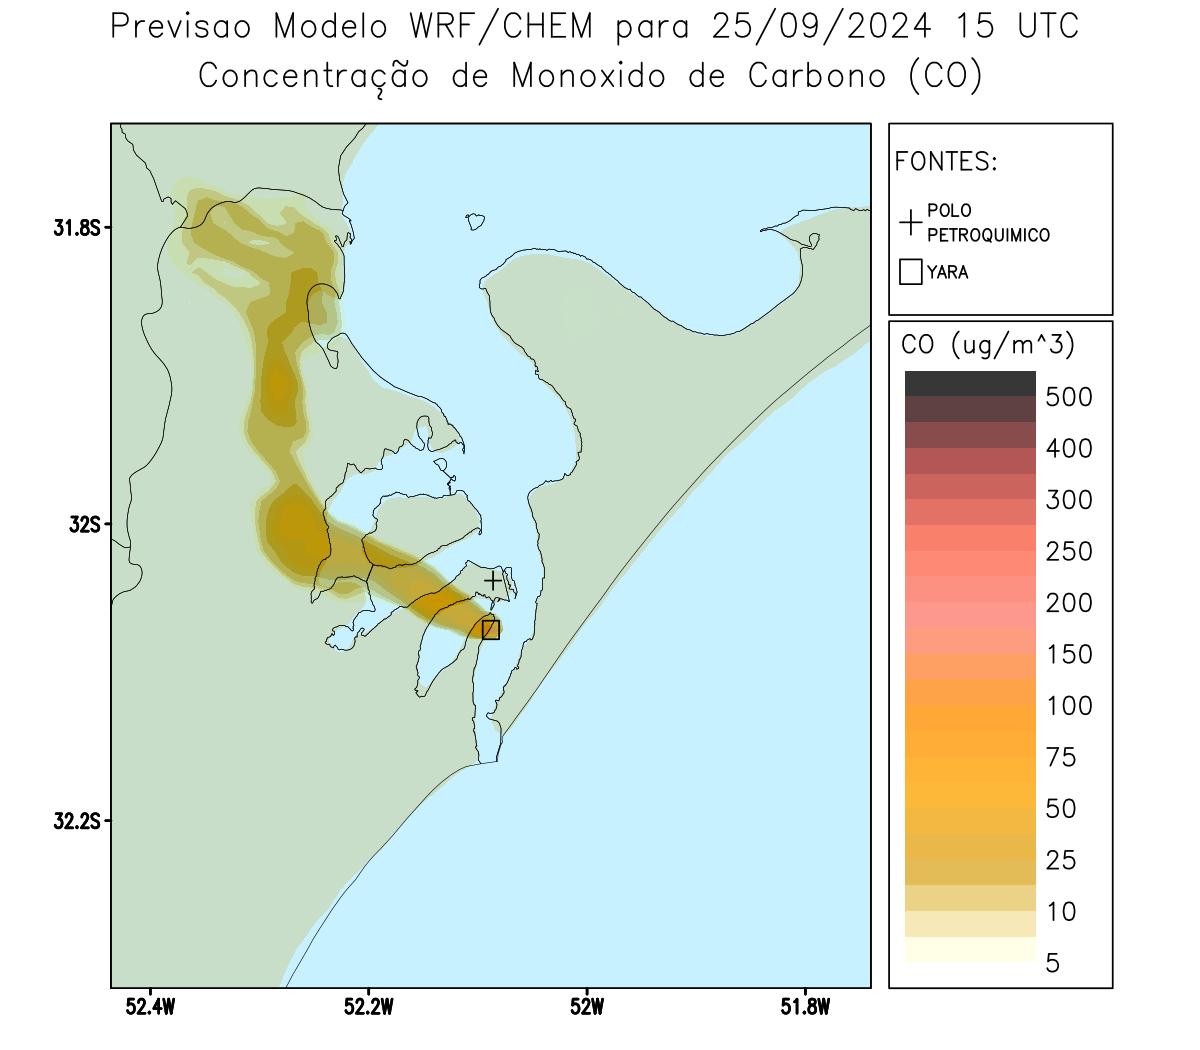 Previsao Modelo WRF/CHEM para 25/09/2024 15 UTC
Concentração de Monoxido de Carbono (CO)
FONTES:
POLO
PETROQUIMICO
YARA
CO (ug/m^3)
500
400
300
250
200
150
100
75
50
25
10
5
31.8S
32S
32.2S
52.4W
52.2W
52W
51.8W